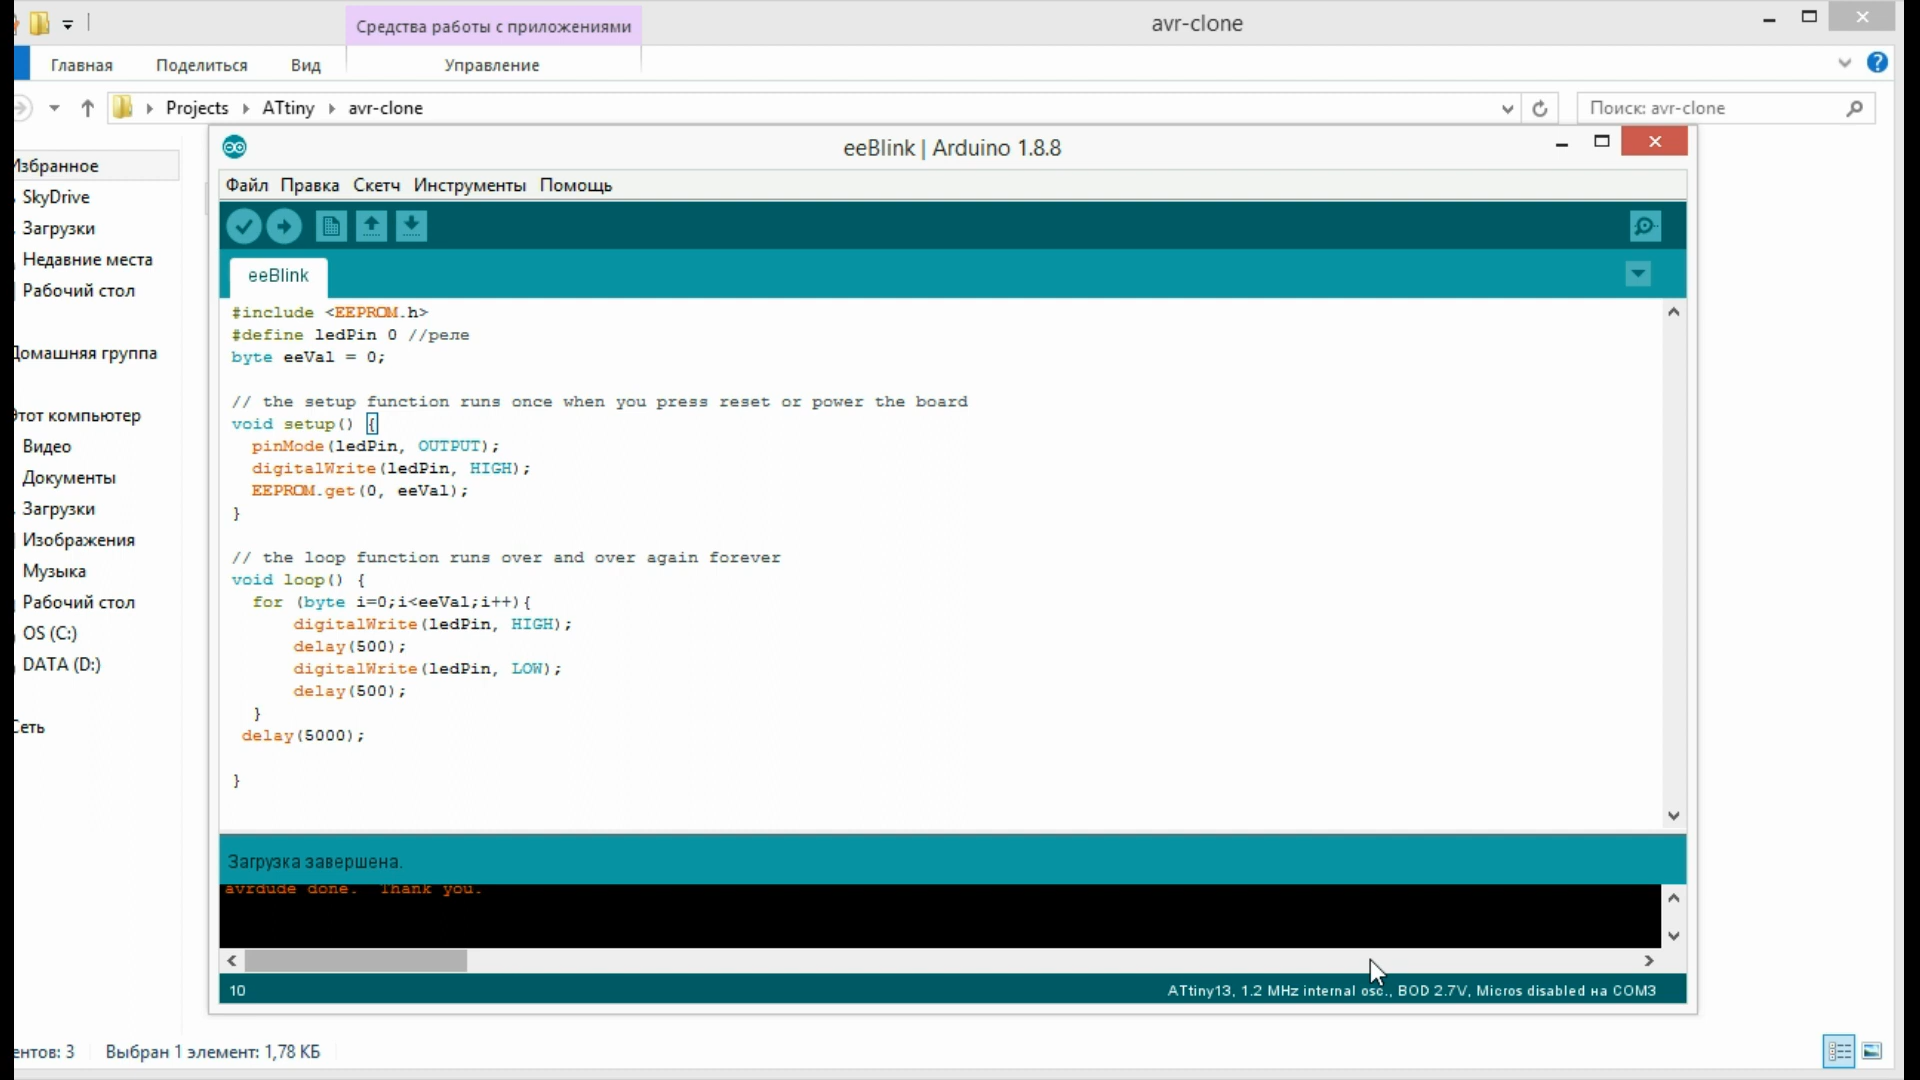 Средства работы с приложениями
avr-clone
Главная Поделиться Вид Управление
Projects ATtiny avr-clone
Поиск: avr-clone
Избранное
SkyDrive
Загрузки
Недавние места
Рабочий стол
Домашняя группа
Этот компьютер
Видео
Документы
Загрузки
Изображения
Музыка
Рабочий стол
OS (C:)
DATA (D:)
Сеть
eeBlink | Arduino 1.8.8
Файл Правка Скетч Инструменты Помощь
eeBlink
#include <EEPROM.h>
#define ledPin 0 //реле
byte eeVal = 0;
// the setup function runs once when you press reset or power the board
void setup() {
pinMode(ledPin, OUTPUT);
digitalWrite(ledPin, HIGH);
EEPROM.get(0, eeVal);
}
// the loop function runs over and over again forever
void loop() {
for (byte i=0;i<eeVal;i++){
digitalWrite(ledPin, HIGH);
delay(500);
digitalWrite(ledPin, LOW);
delay(500);
}
delay(5000);
}
Загрузка завершена.
avrdude done. Thank you.
10
ATtiny13, 1.2 MHz internal osc., BOD 2.7V, Micros disabled на COM3
ентов: 3 Выбран 1 элемент: 1,78 КБ